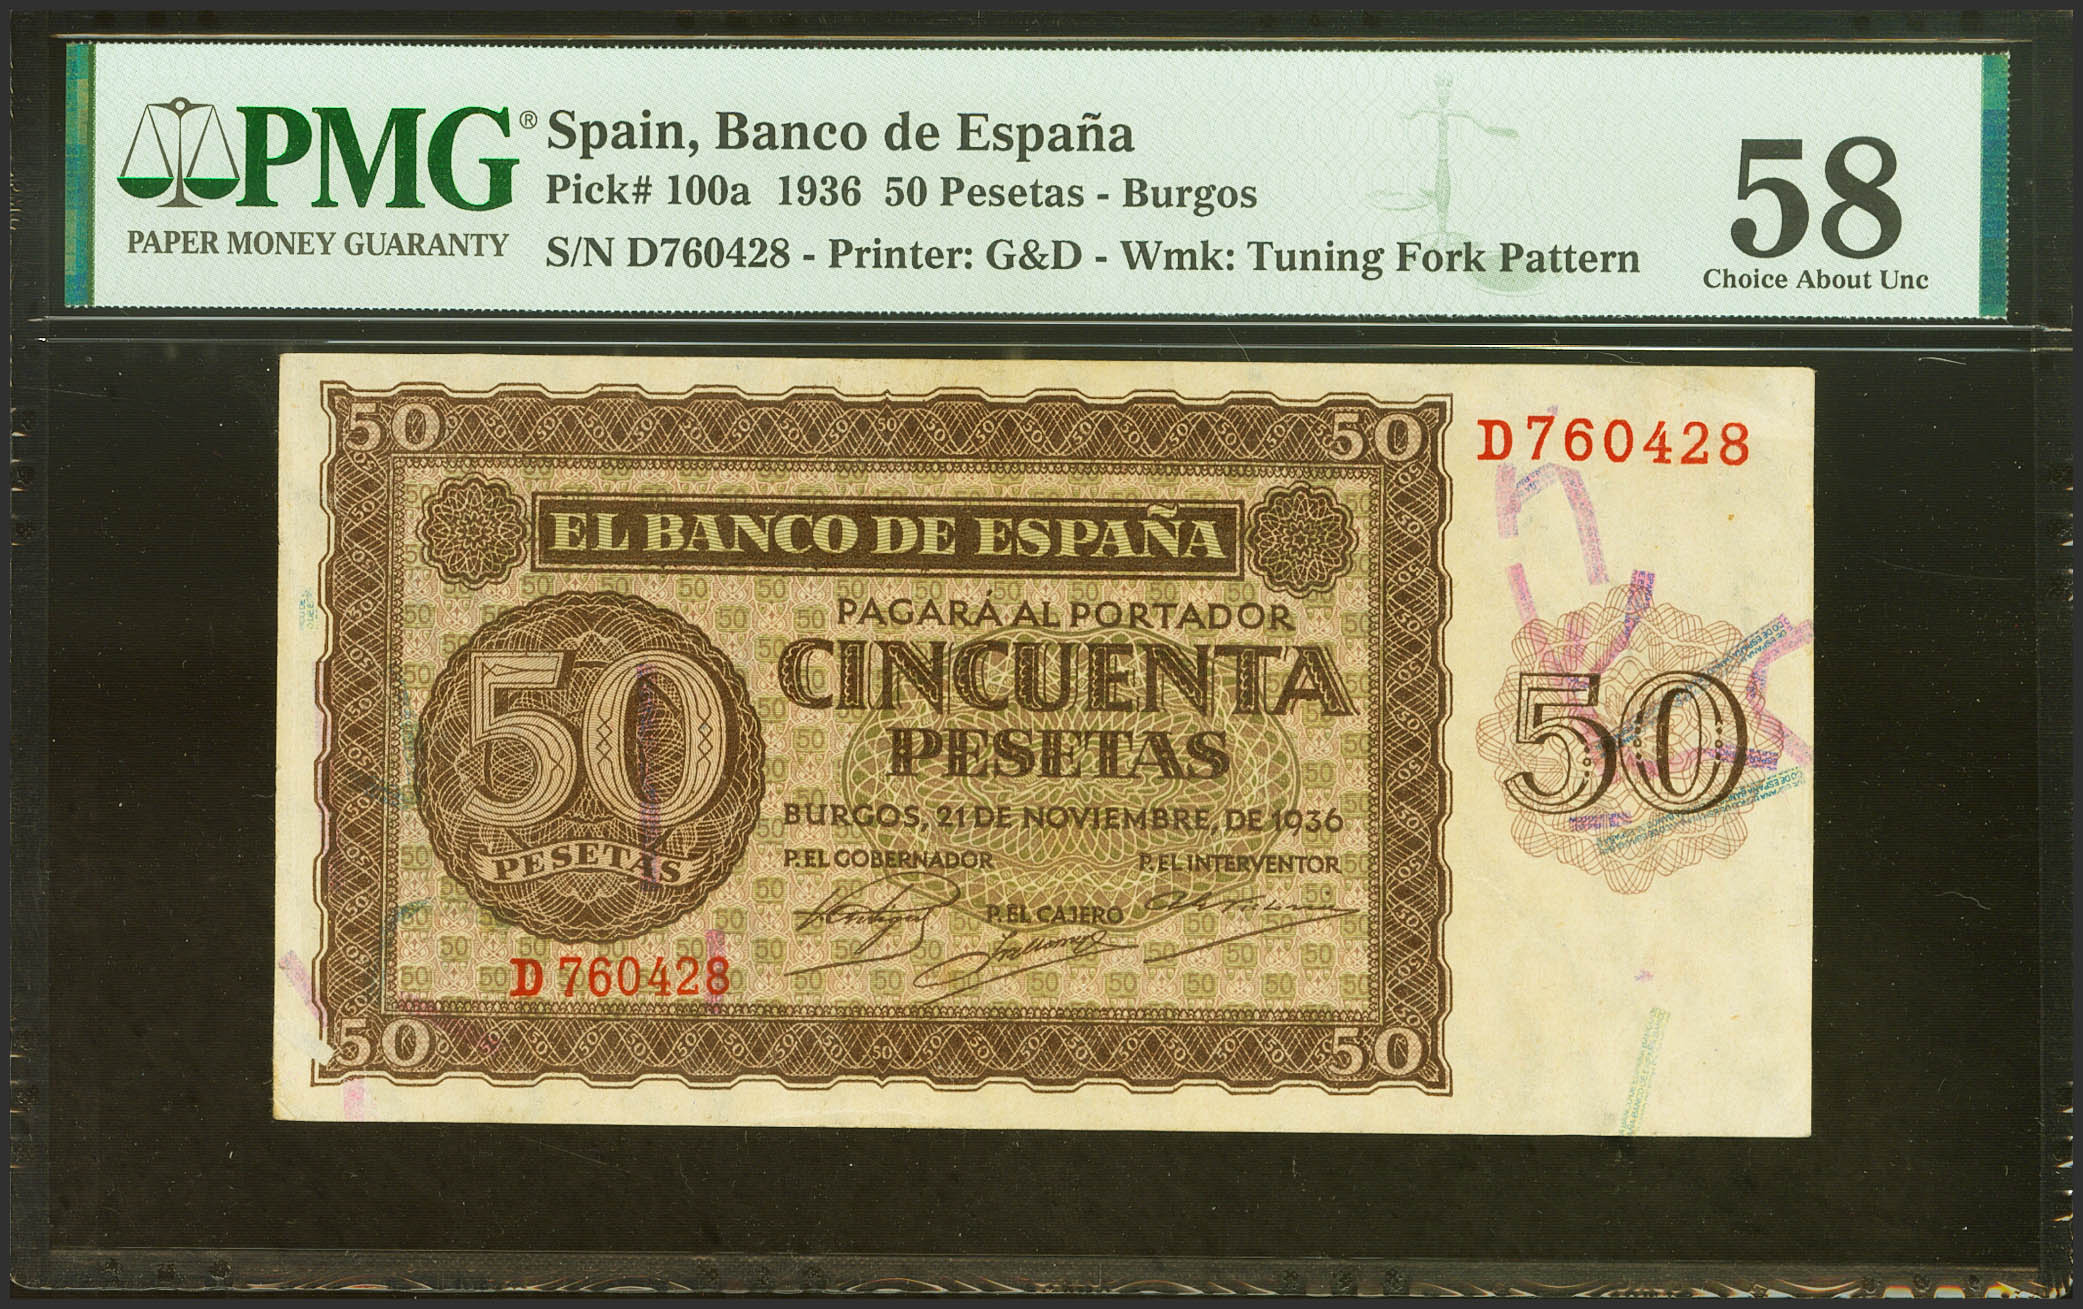 PMG®
PAPER MONEY GUARANTY
Spain, Banco de España
Pick# 100a 1936 50 Pesetas - Burgos
S/N D760428 - Printer: G&D - Wmk: Tuning Fork Pattern
58
Choice About Unc
50 50
D760428
EL BANCO DE ESPAÑA
PAGARÁ AL PORTADOR
CINCUENTA
PESETAS
50
PESETAS
50
BURGOS, 21 DE NOVIEMBRE, DE 1936
P. EL GOBERNADOR P. EL INTERVENTOR
P. EL CAJERO
D760428
50 50